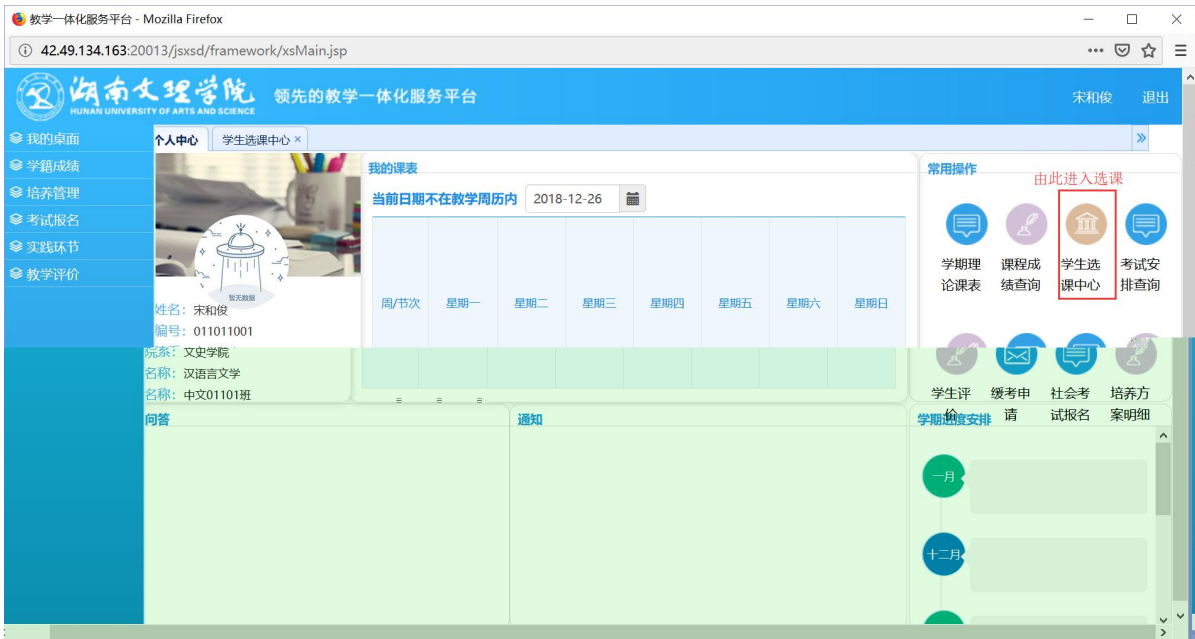 教学一体化服务平台 - Mozilla Firefox
42.49.134.163:20013/jsxsd/framework/xsMain.jsp
湖南文理学院
HUNAN UNIVERSITY OF ARTS AND SCIENCE
领先的教学一体化服务平台
宋和俊 退出
我的桌面
学籍成绩
培养管理
考试报名
实践环节
教学评价
个人中心 学生选课中心 ×
暂无数据
姓名：宋和俊
编号：011011001
院系：文史学院
名称：汉语言文学
名称：中文01101班
我的课表
当前日期不在教学周历内 2018-12-26
周/节次 星期一 星期二 星期三 星期四 星期五 星期六 星期日
常用操作
由此进入选课
学期理论课表
课程成绩查询
学生选课中心
考试安排查询
学生评价
缓考申请
社会考试报名
培养方案明细
问答
通知
学期进度安排
一月
十二月